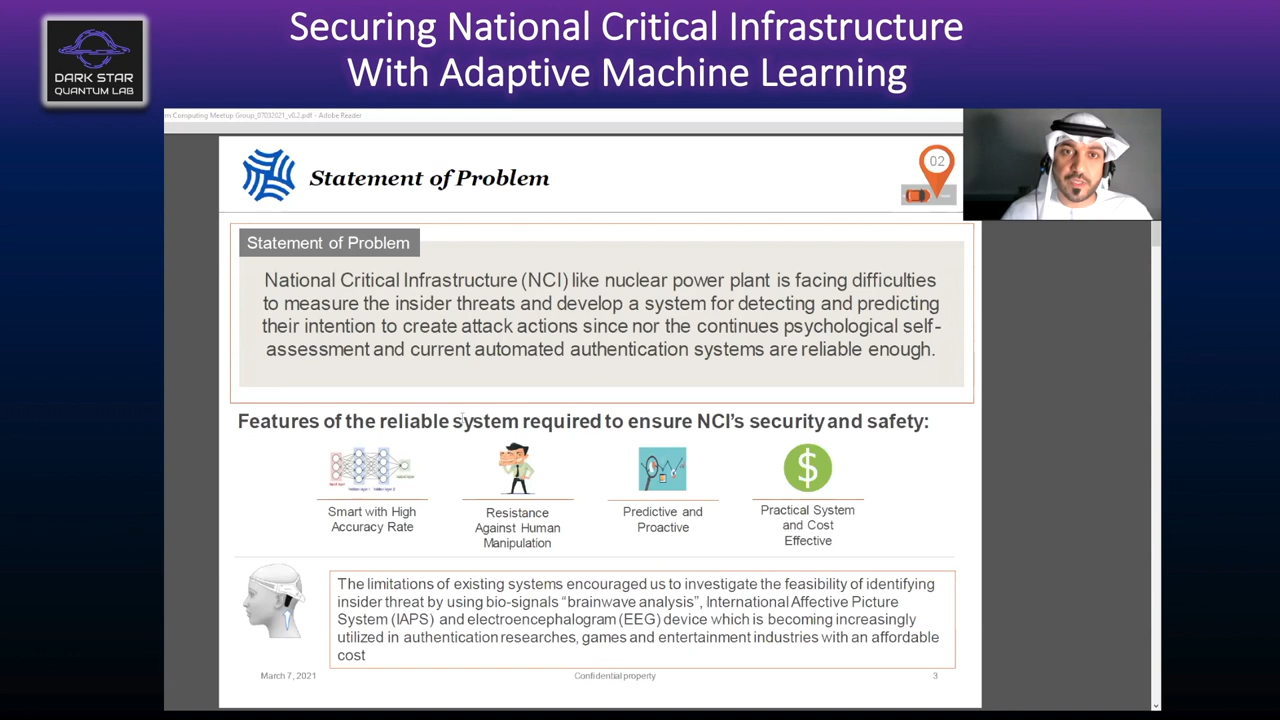 Securing National Critical Infrastructure
With Adaptive Machine Learning
DARK STAR
QUANTUM LAB
m Computing Meetup Group_07032021_v0.2.pdf - Adobe Reader
Statement of Problem
02
Statement of Problem
National Critical Infrastructure (NCI) like nuclear power plant is facing difficulties
to measure the insider threats and develop a system for detecting and predicting
their intention to create attack actions since nor the continues psychological self-
assessment and current automated authentication systems are reliable enough.
Features of the reliable system required to ensure NCI's security and safety:
Smart with High
Accuracy Rate
Resistance
Against Human
Manipulation
Predictive and
Proactive
$
Practical System
and Cost
Effective
The limitations of existing systems encouraged us to investigate the feasibility of identifying
insider threat by using bio-signals “brainwave analysis”, International Affective Picture
System (IAPS) and electroencephalogram (EEG) device which is becoming increasingly
utilized in authentication researches, games and entertainment industries with an affordable
cost
March 7, 2021
Confidential property
3